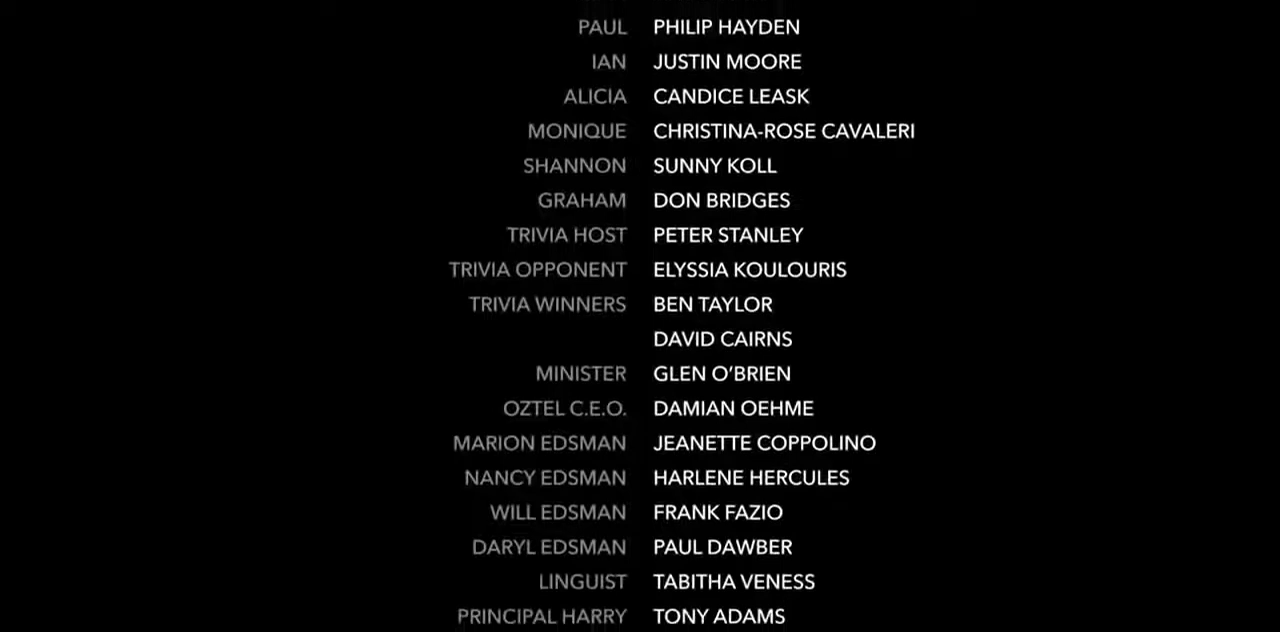 PAUL PHILIP HAYDEN
IAN JUSTIN MOORE
ALICIA CANDICE LEASK
MONIQUE CHRISTINA-ROSE CAVALERI
SHANNON SUNNY KOLL
GRAHAM DON BRIDGES
TRIVIA HOST PETER STANLEY
TRIVIA OPPONENT ELYSSIA KOULOURIS
TRIVIA WINNERS BEN TAYLOR
DAVID CAIRNS
MINISTER GLEN O’BRIEN
OZTEL C.E.O. DAMIAN OEHME
MARION EDSMAN JEANETTE COPPOLINO
NANCY EDSMAN HARLENE HERCULES
WILL EDSMAN FRANK FAZIO
DARYL EDSMAN PAUL DAWBER
LINGUIST TABITHA VENESS
PRINCIPAL HARRY TONY ADAMS